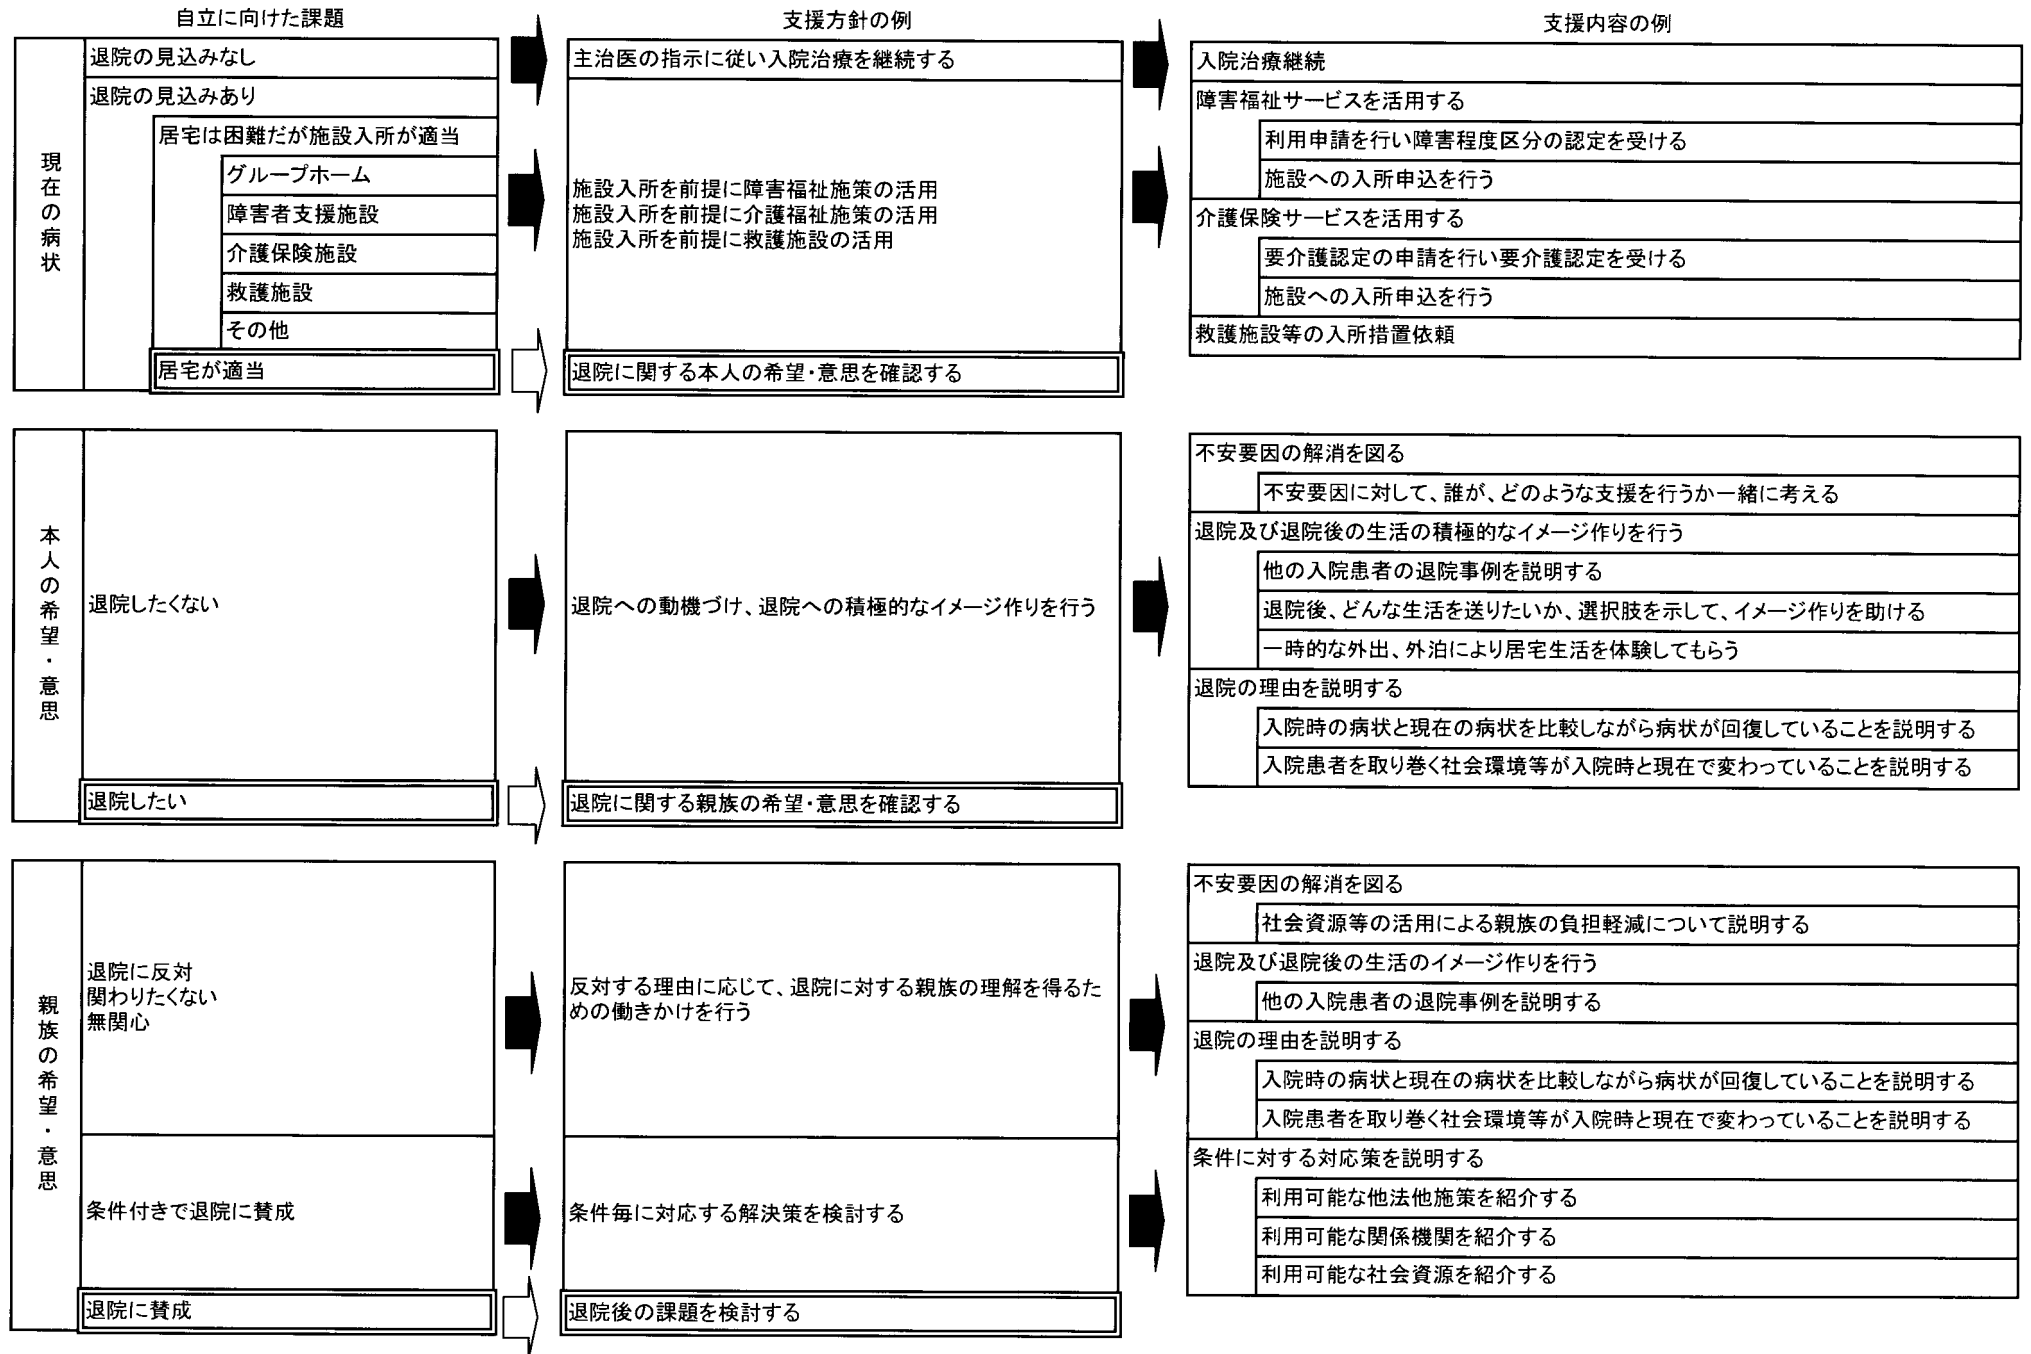 自立に向けた課題
支援方針の例
支援内容の例
現在の病状
退院の見込みなし
退院の見込みあり
居宅は困難だが施設入所が適当
グループホーム
障害者支援施設
介護保険施設
救護施設
その他
居宅が適当
主治医の指示に従い入院治療を継続する
施設入所を前提に障害福祉施策の活用
施設入所を前提に介護福祉施策の活用
施設入所を前提に救護施設の活用
退院に関する本人の希望・意思を確認する
入院治療継続
障害福祉サービスを活用する
利用申請を行い障害程度区分の認定を受ける
施設への入所申込を行う
介護保険サービスを活用する
要介護認定の申請を行い要介護認定を受ける
施設への入所申込を行う
救護施設等の入所措置依頼
本人の希望・意思
退院したくない
退院したい
退院への動機づけ、退院への積極的なイメージ作りを行う
退院に関する親族の希望・意思を確認する
不安要因の解消を図る
不安要因に対して、誰が、どのような支援を行うか一緒に考える
退院及び退院後の生活の積極的なイメージ作りを行う
他の入院患者の退院事例を説明する
退院後、どんな生活を送りたいか、選択肢を示して、イメージ作りを助ける
一時的な外出、外泊により居宅生活を体験してもらう
退院の理由を説明する
入院時の病状と現在の病状を比較しながら病状が回復していることを説明する
入院患者を取り巻く社会環境等が入院時と現在で変わっていることを説明する
親族の希望・意思
退院に反対
関わりたくない
無関心
条件付きで退院に賛成
退院に賛成
反対する理由に応じて、退院に対する親族の理解を得るた
めの働きかけを行う
条件毎に対応する解決策を検討する
退院後の課題を検討する
不安要因の解消を図る
社会資源等の活用による親族の負担軽減について説明する
退院及び退院後の生活のイメージ作りを行う
他の入院患者の退院事例を説明する
退院の理由を説明する
入院時の病状と現在の病状を比較しながら病状が回復していることを説明する
入院患者を取り巻く社会環境等が入院時と現在で変わっていることを説明する
条件に対する対応策を説明する
利用可能な他法他施策を紹介する
利用可能な関係機関を紹介する
利用可能な社会資源を紹介する